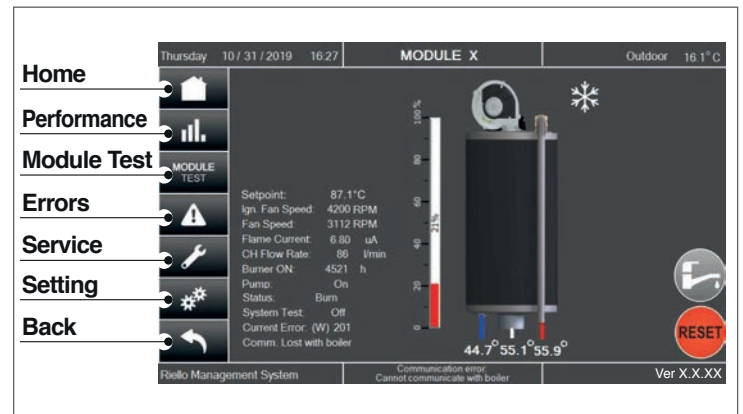 Thursday 10 / 31 / 2019 16:27 MODULE X Outdoor 16.1°C
Home
Performance
Module Test
MODULE
TEST
Errors
Service
Setting
Back
Setpoint: 87.1°C
Ign. Fan Speed: 4200 RPM
Fan Speed: 3112 RPM
Flame Current: 6.80 uA
CH Flow Rate: 86 l/min
Burner ON: 4521 h
Pump: On
Status: Burn
System Test: Off
Current Error: (W) 201
Comm. Lost with boiler
100 %
80
60
40
20
0
21%
44.7° 55.1° 55.9°
RESET
Riello Management System
Communication error.
Cannot communicate with boiler
Ver X.X.XX